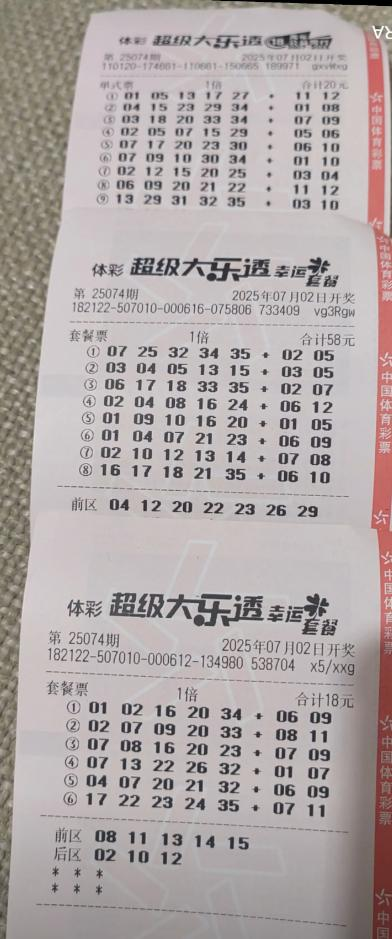 体彩 超级大乐透
第 25074期 2025年07月02日开奖
110120-174661-110661-150665 189971
单式票 1倍 合计20元
① 01 05 13 17 27 + 11 12
② 04 15 23 29 34 + 01 08
③ 03 18 20 33 34 + 07 09
④ 02 05 07 15 29 + 05 06
⑤ 07 17 20 23 30 + 06 10
⑥ 07 09 10 30 34 + 01 10
⑦ 02 12 15 20 25 + 03 04
⑧ 06 09 20 21 22 + 11 12
⑨ 13 29 31 32 35 + 03 10
体彩 超级大乐透 幸运套餐
第 25074期 2025年07月02日开奖
182122-507010-000616-075806 733409 vg3Rgw
套餐票 1倍 合计58元
① 07 25 32 34 35 + 02 05
② 03 04 05 13 15 + 03 05
③ 06 17 18 33 35 + 02 07
④ 02 04 08 16 24 + 06 12
⑤ 01 09 10 16 20 + 01 05
⑥ 01 04 07 21 23 + 06 09
⑦ 02 10 12 13 14 + 07 08
⑧ 16 17 18 21 35 + 06 10
前区 04 12 20 22 23 26 29
体彩 超级大乐透 幸运套餐
第 25074期 2025年07月02日开奖
182122-507010-000612-134980 538704 x5/xxg
套餐票 1倍 合计18元
① 01 02 16 20 34 + 06 09
② 02 07 09 20 33 + 08 11
③ 07 08 16 20 23 + 07 09
④ 07 13 22 26 32 + 01 07
⑤ 04 07 20 21 32 + 06 09
⑥ 17 22 23 24 35 + 07 11
前区 08 11 13 14 15
后区 02 10 12
* * *
* * *
中国体育彩票
中国体育彩票
中国体育彩票
中国体育彩票